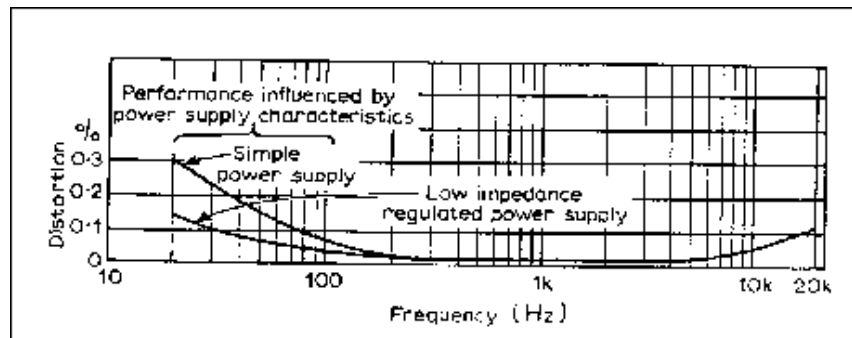 Performance influenced by
power supply characteristics
Simple
power supply
Low impedance
regulated power supply
Distortion %
0·3
0·2
0·1
0
10 100 1k 10k 20k
Frequency (Hz)